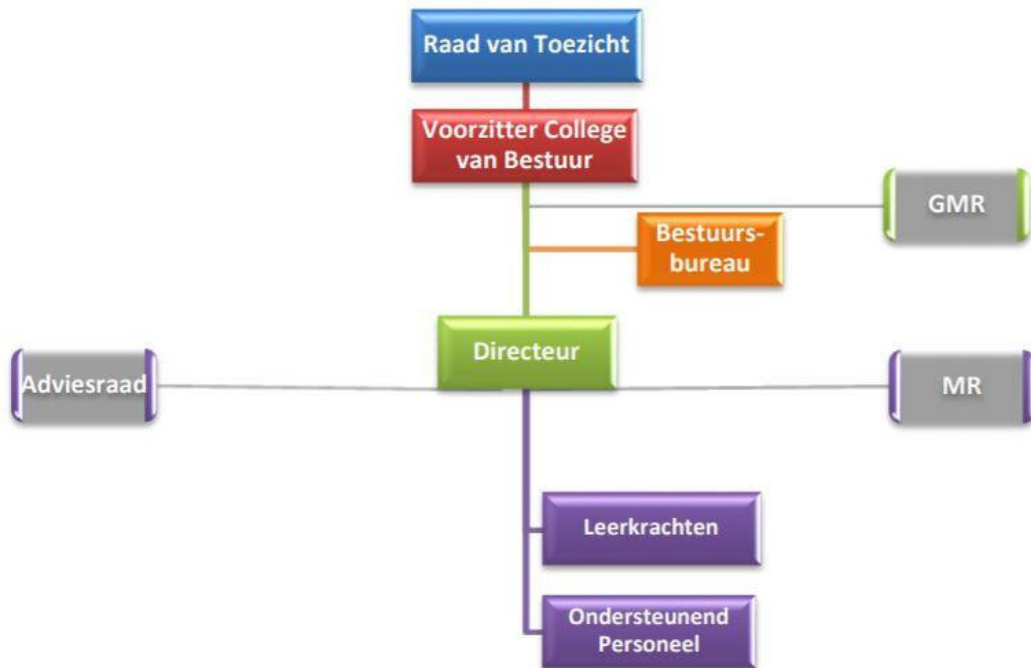 Raad van Toezicht
Voorzitter College
van Bestuur
GMR
Bestuurs-
bureau
Directeur
Adviesraad
MR
Leerkrachten
Ondersteunend
Personeel